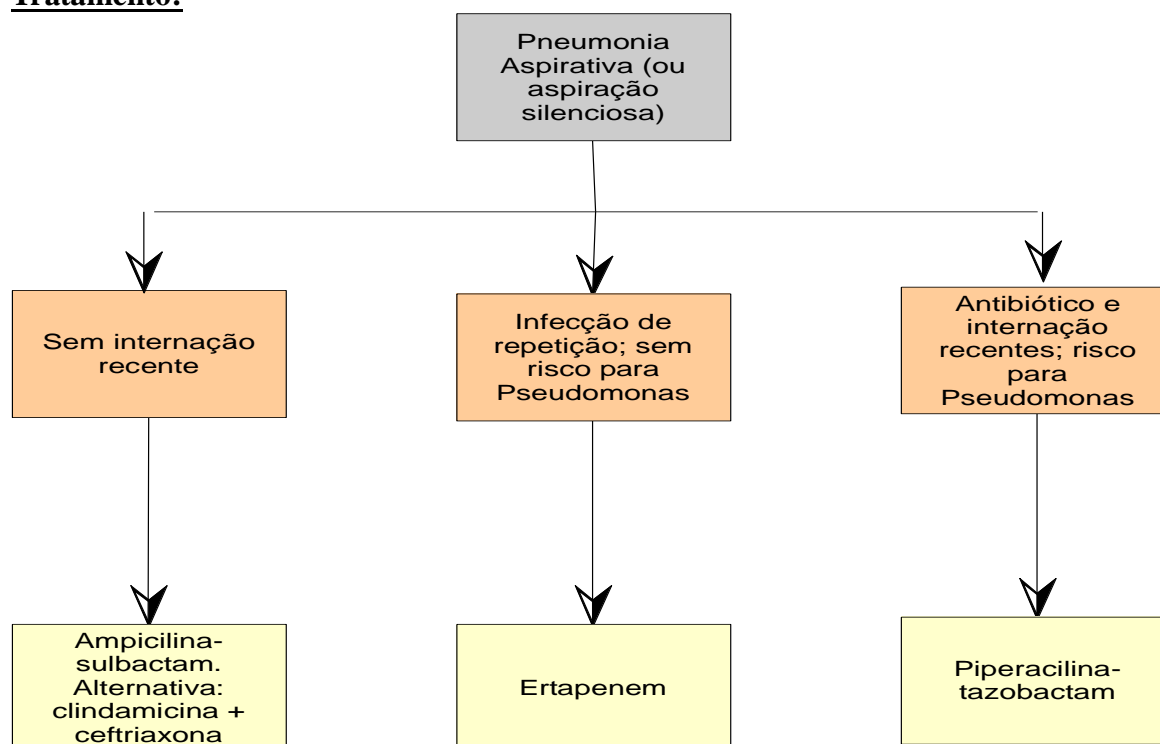 Tratamento:
Pneumonia
Aspirativa (ou
aspiração
silenciosa)
Sem internação
recente
Infecção de
repetição; sem
risco para
Pseudomonas
Antibiótico e
internação
recentes; risco
para
Pseudomonas
Ampicilina-
sulbactam.
Alternativa:
clindamicina +
ceftriaxona
Ertapenem
Piperacilina-
tazobactam